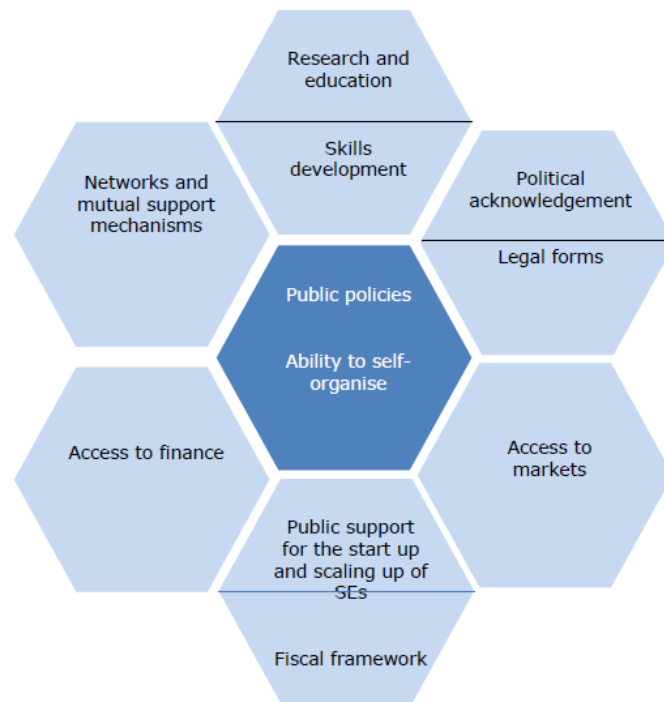 Research and
education
Skills
development
Networks and
mutual support
mechanisms
Political
acknowledgement
Legal forms
Public policies
Ability to self-
organise
Access to finance
Access to
markets
Public support
for the start up
and scaling up of
SEs
Fiscal framework